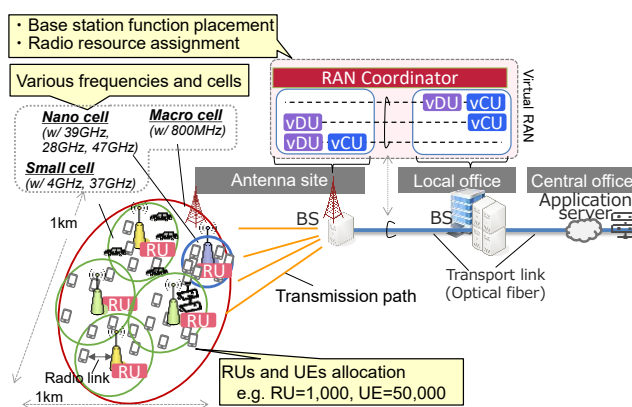 ・Base station function placement
・Radio resource assignment
RAN Coordinator
Virtual RAN
vDU vCU
vDU vCU
vDU vCU
Various frequencies and cells
Nano cell
(w/ 39GHz,
28GHz, 47GHz)
Macro cell
(w/ 800MHz)
Small cell
(w/ 4GHz, 37GHz)
Antenna site
Local office
Central office
1km
BS
BS
Application
server
RU
RU
RU
RU
RU
Transport link
(Optical fiber)
Transmission path
Radio link
1km
RUs and UEs allocation
e.g. RU=1,000, UE=50,000